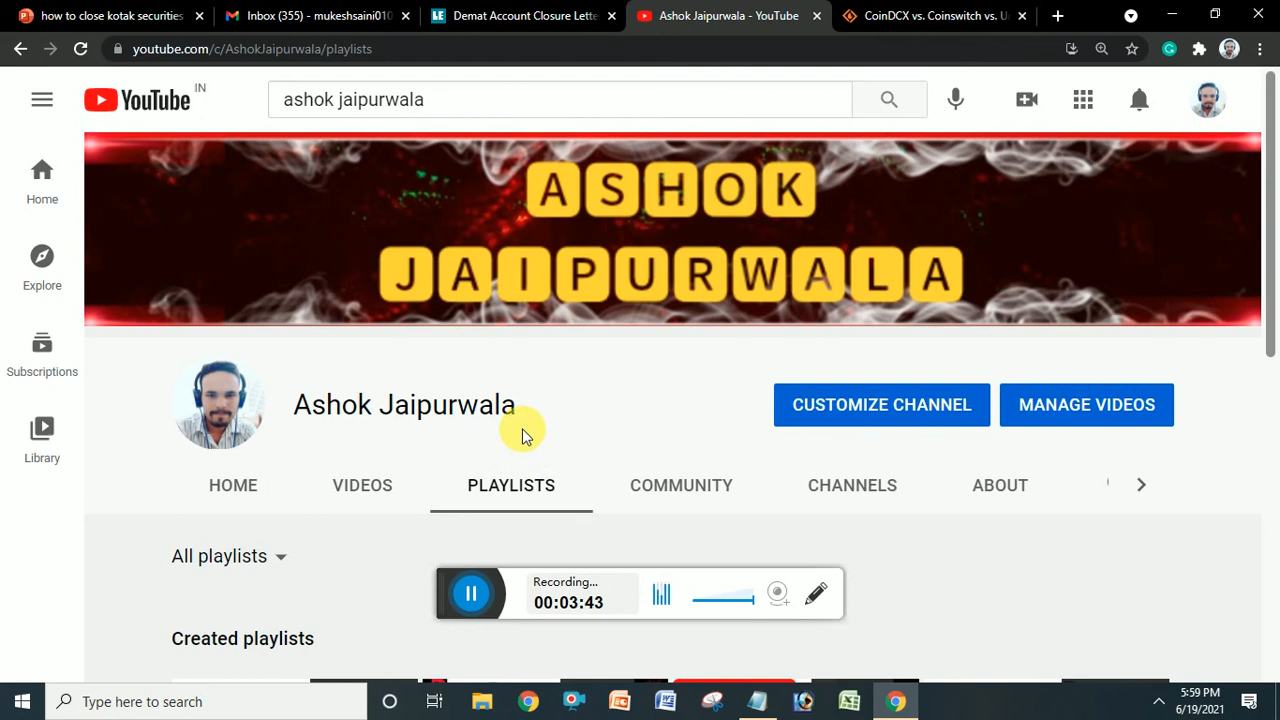 how to close kotak securities
Inbox (355) - mukeshsaini010
Demat Account Closure Lette
Ashok Jaipurwala - YouTube
CoinDCX vs. Coinswitch vs. U
youtube.com/c/AshokJaipurwala/playlists
YouTube IN
ashok jaipurwala
Home
Explore
Subscriptions
Library
ASHOK
JAIPURWALA
Ashok Jaipurwala
CUSTOMIZE CHANNEL
MANAGE VIDEOS
HOME VIDEOS PLAYLISTS COMMUNITY CHANNELS ABOUT
All playlists
Recording...
00:03:43
Created playlists
Type here to search
5:59 PM
6/19/2021